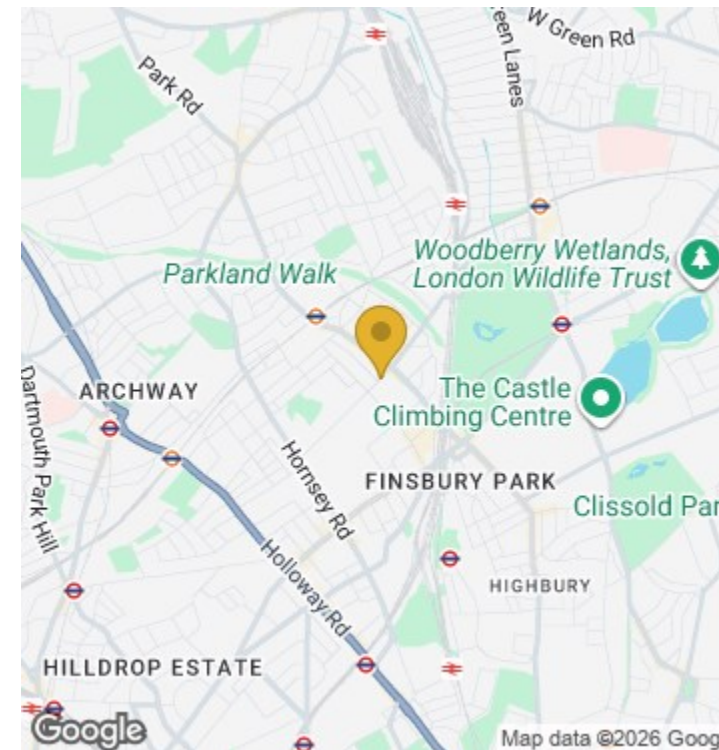 W Green Rd
Green Lanes
Park Rd
Woodberry Wetlands,
London Wildlife Trust
Parkland Walk
ARCHWAY
The Castle
Climbing Centre
Dartmouth Park Hill
Hornsey Rd
FINSBURY PARK
Clissold Par
Holloway Rd
HIGHBURY
HILLDROP ESTATE
Google
Map data ©2026 Goog